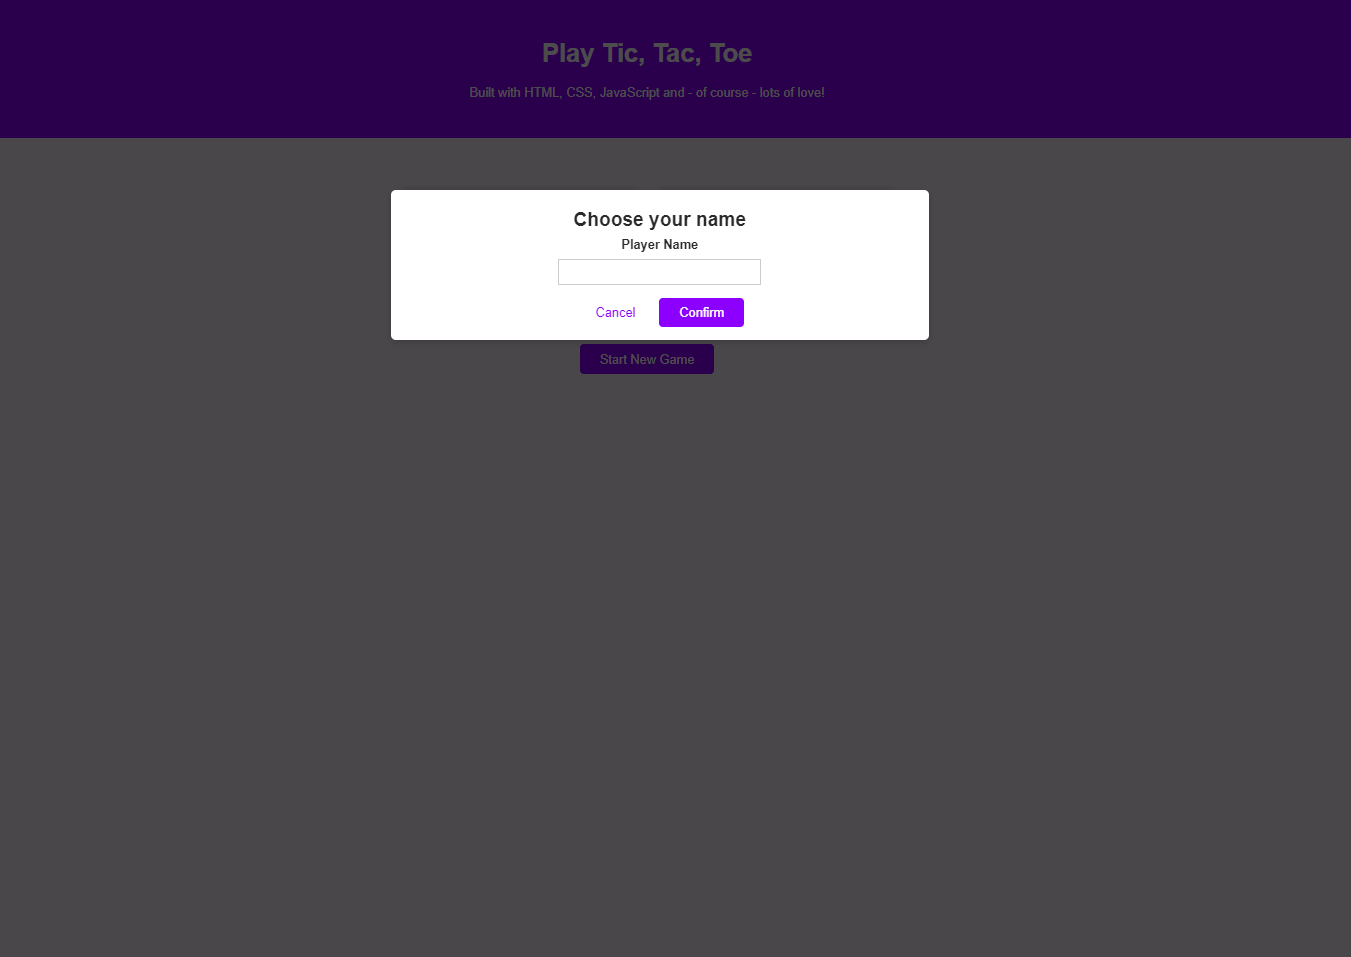 Play Tic, Tac, Toe
Built with HTML, CSS, JavaScript and - of course - lots of love!
Choose your name
Player Name
Cancel
Confirm
Start New Game